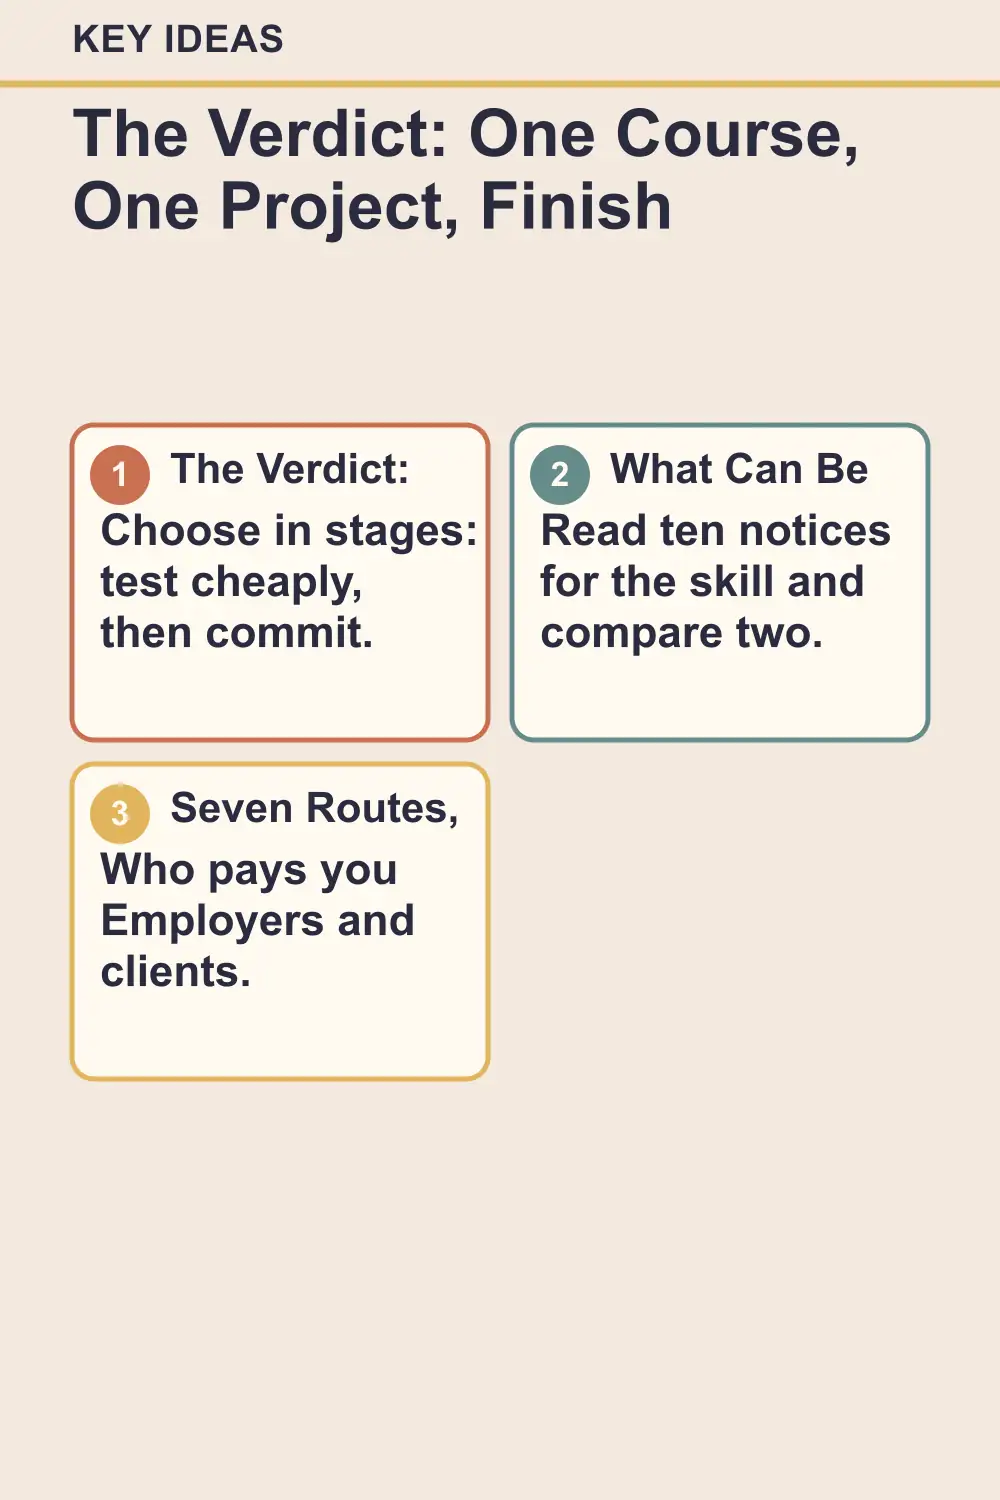 KEY IDEAS
The Verdict: One Course,
One Project, Finish
1
The Verdict:
Choose in stages:
test cheaply,
then commit.
2
What Can Be
Read ten notices
for the skill and
compare two.
3
Seven Routes,
Who pays you
Employers and
clients.